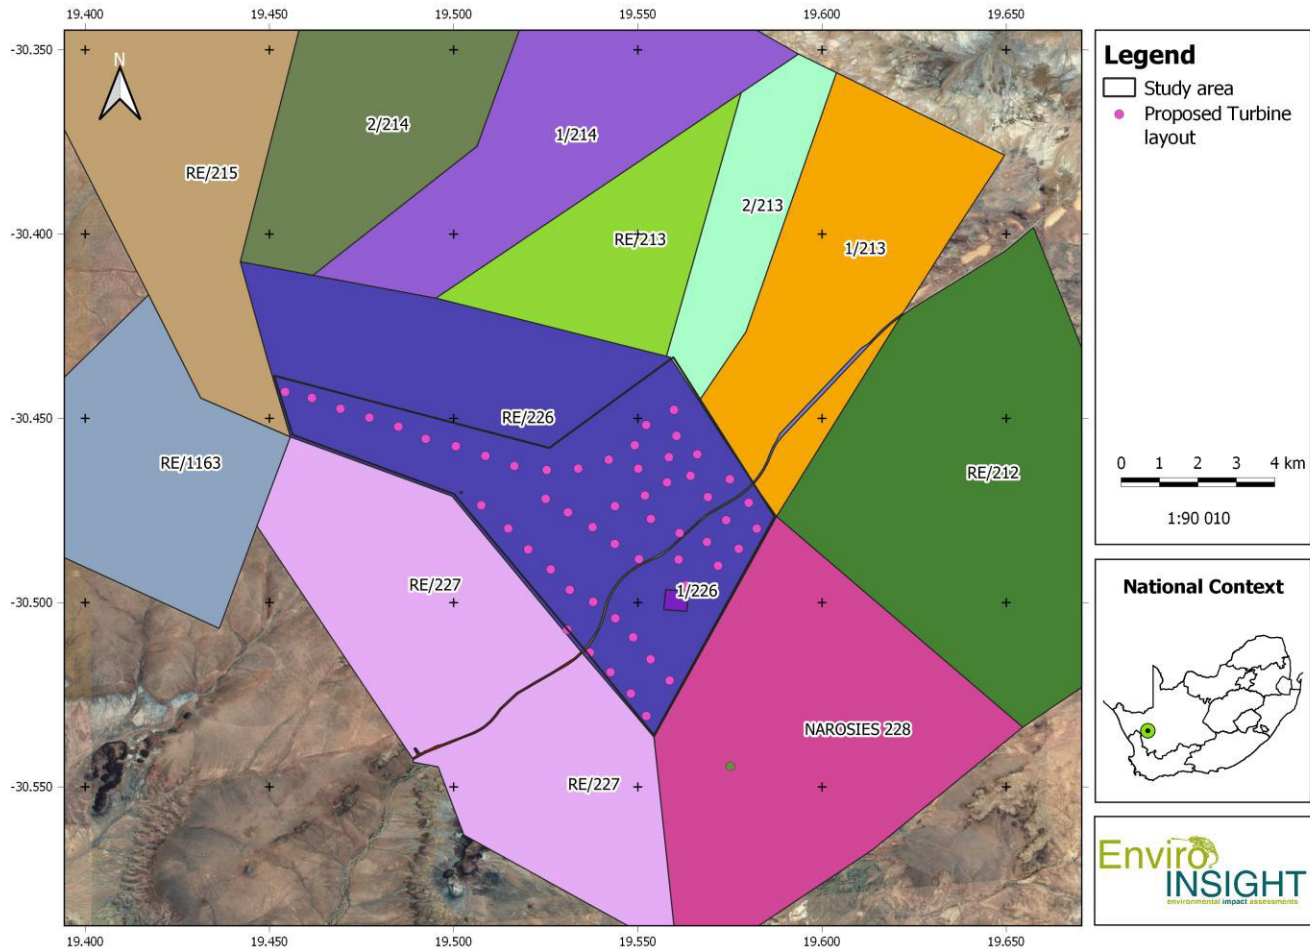 19.400 19.450 19.500 19.550 19.600 19.650
-30.350
-30.400
-30.450
-30.500
-30.550
N
2/214
1/214
RE/215
2/213
RE/213
1/213
RE/226
RE/1163
RE/212
RE/227
1/226
NAROSIES 228
RE/227
19.400 19.450 19.500 19.550 19.600 19.650
Legend
Study area
Proposed Turbine
layout
0 1 2 3 4 km
1:90 010
National Context
Enviro
INSIGHT
environmental impact assessments